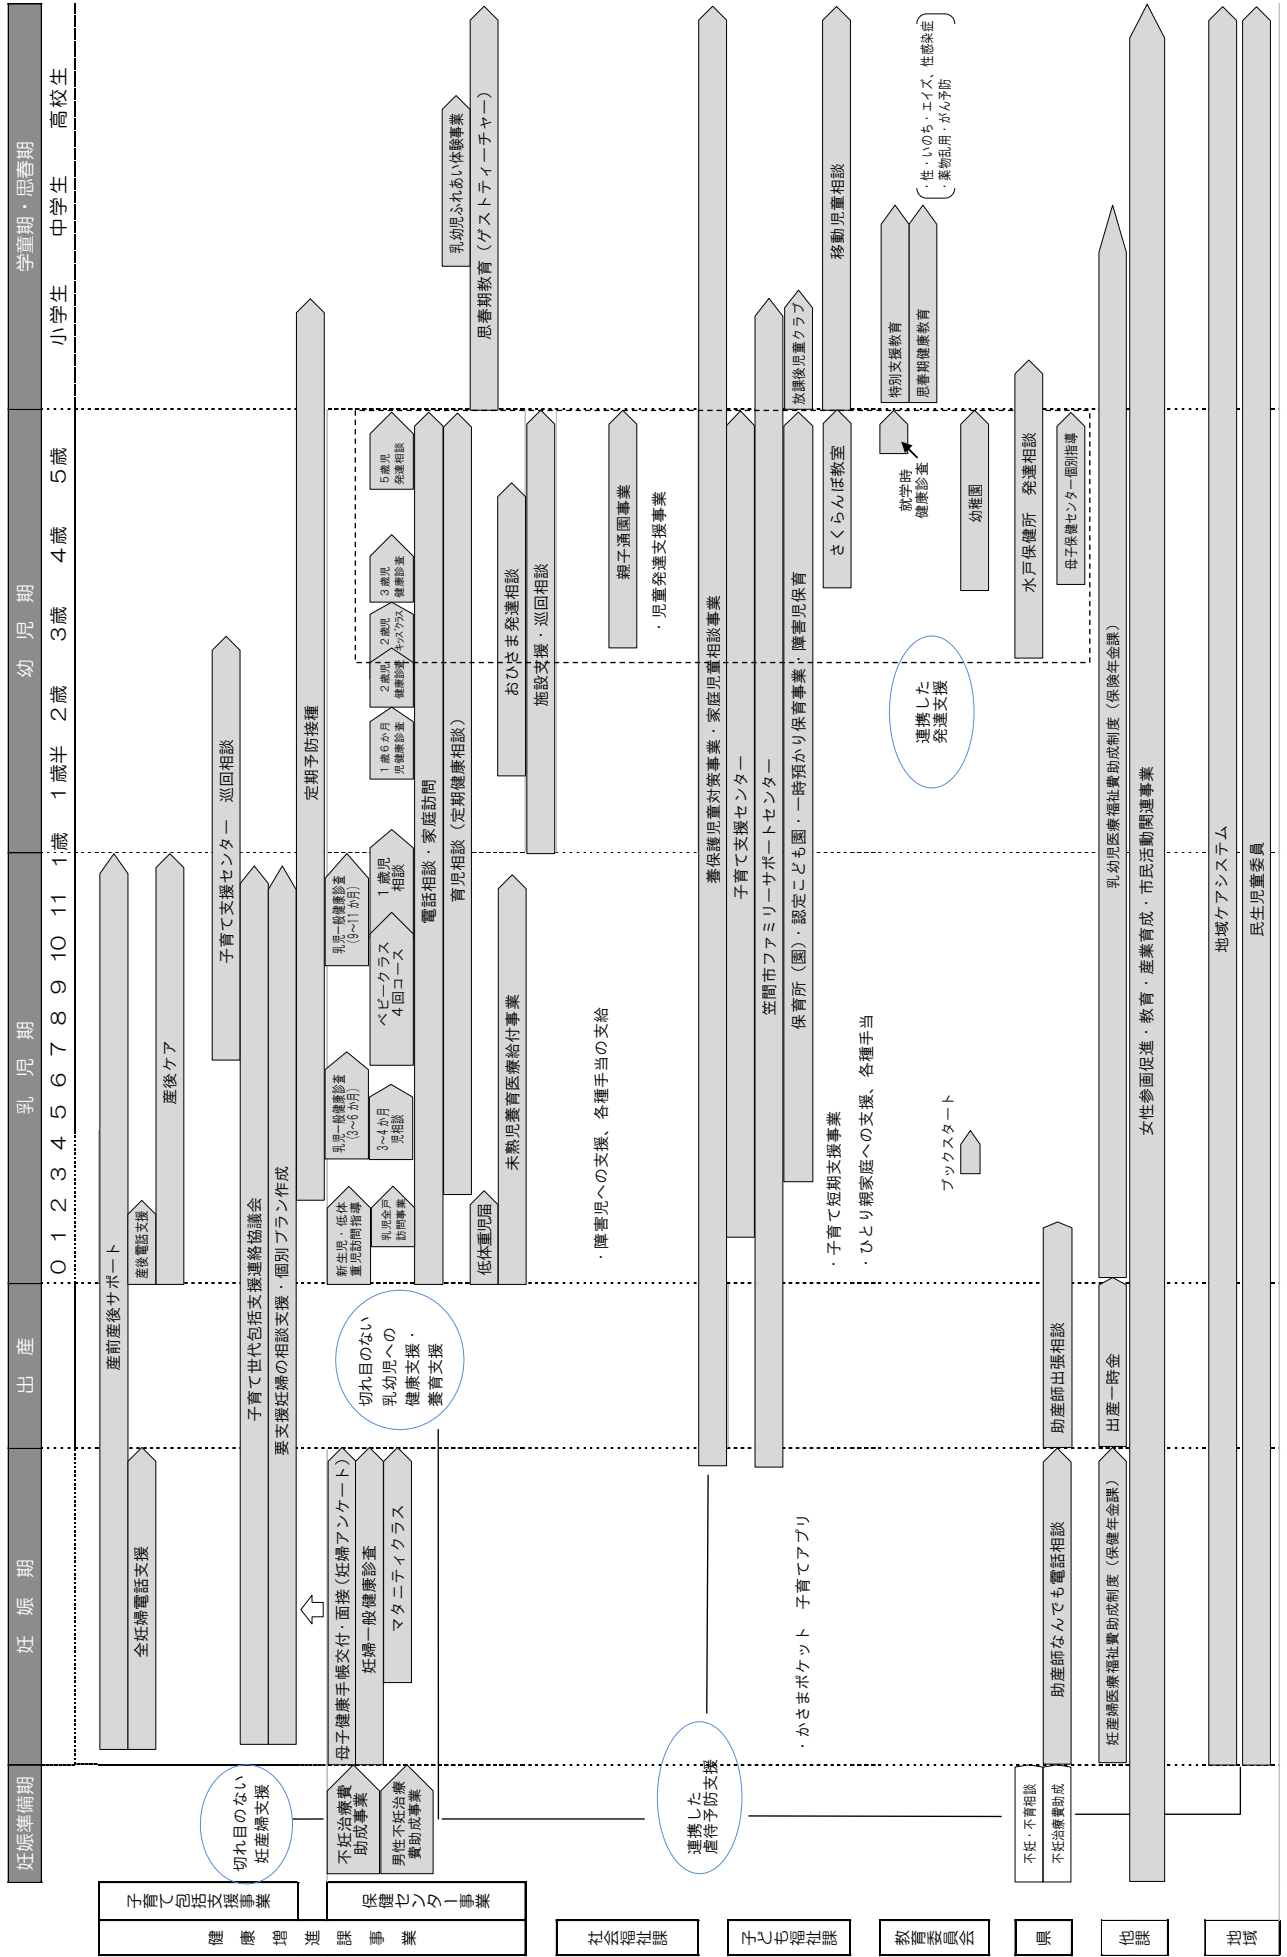 妊娠準備期
妊娠期
出産
乳児期
幼児期
学童期・思春期
0 1 2 3 4 5 6 7 8 9 10 11 1歳 1歳半 2歳 3歳 4歳 5歳 小学生 中学生 高校生
健康増進課事業
子育て包括支援事業
切れ目のない
妊産婦支援
産前産後サポート
全妊婦電話支援
産後電話支援
産後ケア
子育て支援センター 巡回相談
子育て世代包括支援連絡協議会
要支援妊婦の相談支援・個別プラン作成
定期予防接種
保健センター事業
不妊治療費
助成事業
男性不妊治療
費助成事業
母子健康手帳交付・面接(妊婦アンケート)
妊婦一般健康診査
マタニティクラス
切れ目のない
乳幼児への
健康支援・
養育支援
新生児・低体
重児訪問指導
乳児全戸
訪問事業
乳児一般健康診査
(3~6か月)
3~4か月
児相談
乳児一般健康診査
(9~11か月)
ベビークラス
4回コース
1歳児
相談
1歳6か月
児健康診査
2歳児
健康診査
2歳児
キッズクラス
3歳児
健康診査
5歳児
発達相談
電話相談・家庭訪問
育児相談(定期健康相談)
乳幼児ふれあい体験事業
低体重児届
思春期教育(ゲストティーチャー)
未熟児養育医療給付事業
おひさま発達相談
施設支援・巡回相談
社会福祉課
・障害児への支援、各種手当の支給
親子通園事業
・児童発達支援事業
連携した
虐待予防支援
養保護児童対策事業・家庭児童相談事業
子ども福祉課
子育て支援センター
笠間市ファミリーサポートセンター
・かさまポケット 子育てアプリ
保育所(園)・認定こども園・一時預かり保育事業・障害児保育
放課後児童クラブ
・子育て短期支援事業
・ひとり親家庭への支援、各種手当
さくらんぼ教室
移動児童相談
教育委員会
就学時
健康診査
特別支援教育
思春期健康教育
・性・いのち・エイズ、性感染症
・薬物乱用・がん予防
連携した
発達支援
ブックスタート
幼稚園
県
不妊・不育相談
不妊治療費助成
助産師なんでも電話相談
助産師出張相談
水戸保健所 発達相談
母子保健センター個別指導
他課
妊産婦医療福祉費助成制度(保健年金課)
出産一時金
乳幼児医療福祉費助成制度(保険年金課)
女性参画促進・教育・産業育成・市民活動関連事業
地域
地域ケアシステム
民生児童委員